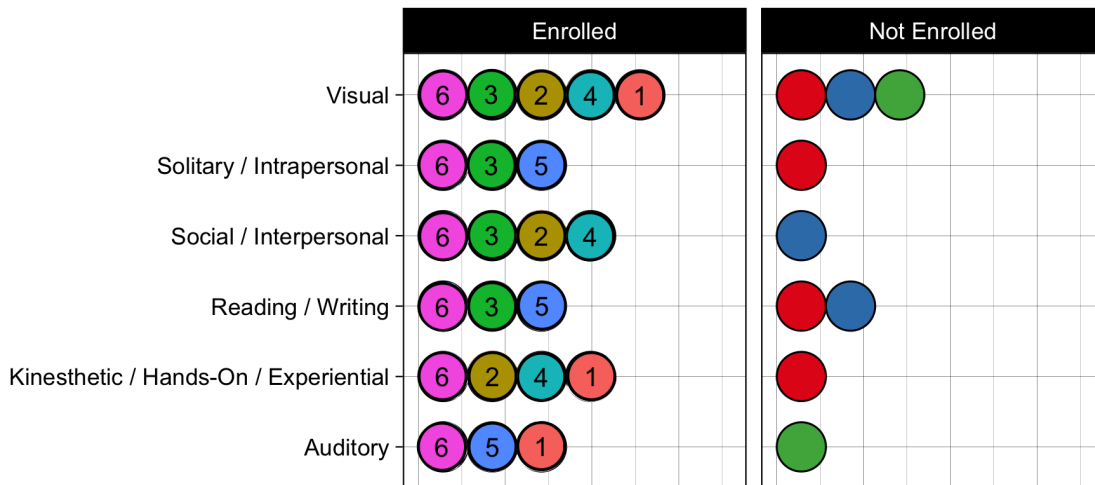 Enrolled Not Enrolled
Visual 6 3 2 4 1
Solitary / Intrapersonal 6 3 5
Social / Interpersonal 6 3 2 4
Reading / Writing 6 3 5
Kinesthetic / Hands-On / Experiential 6 2 4 1
Auditory 6 5 1